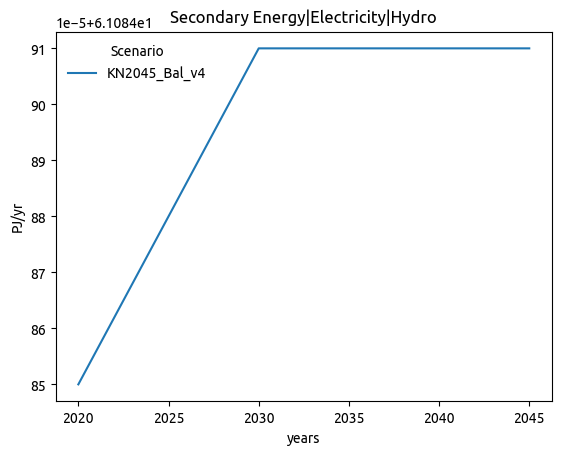 Secondary Energy|Electricity|Hydro
1e−5+6.1084e1
Scenario
KN2045_Bal_v4
PJ/yr
91
90
89
88
87
86
85
2020 2025 2030 2035 2040 2045
years